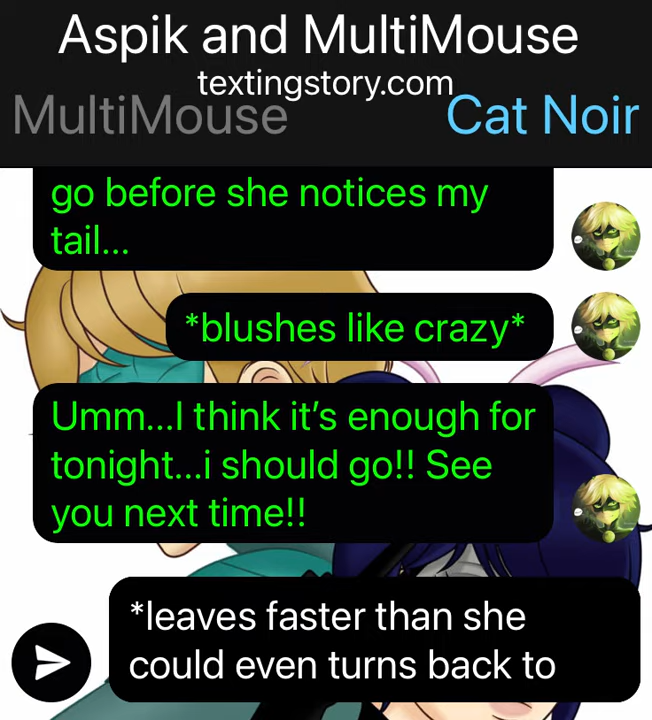 Aspik and MultiMouse
textingstory.com
MultiMouse
Cat Noir
go before she notices my
tail...
*blushes like crazy*
Umm...I think it’s enough for
tonight...i should go!! See
you next time!!
*leaves faster than she
could even turns back to